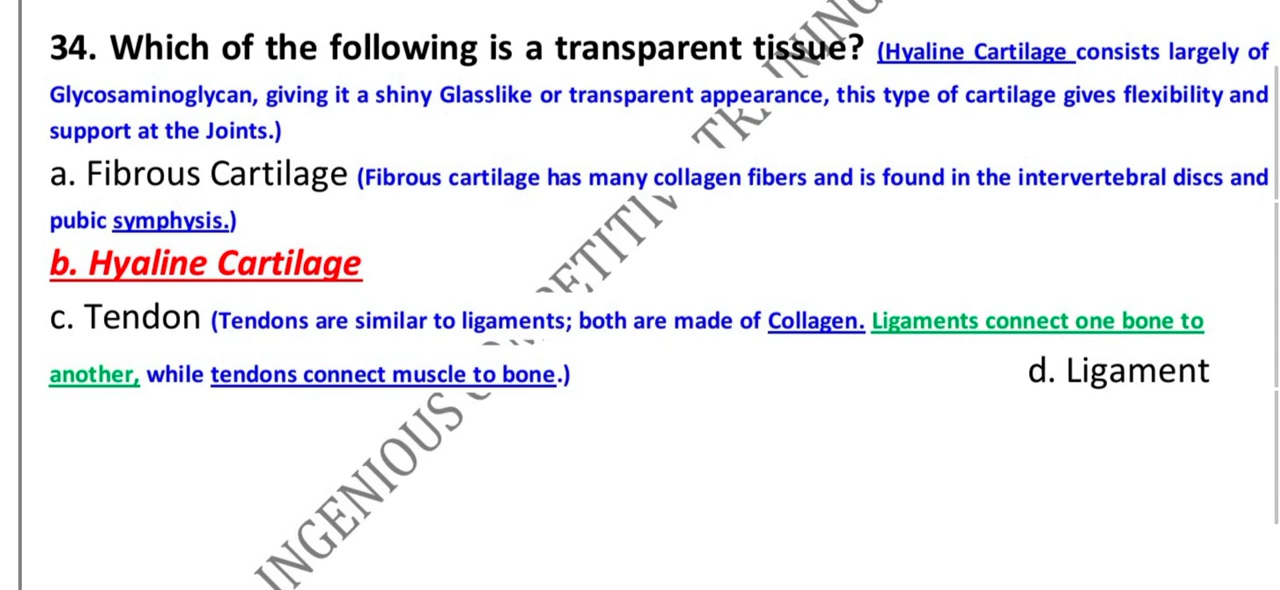 34. Which of the following is a transparent tissue? (Hyaline Cartilage consists largely of
Glycosaminoglycan, giving it a shiny Glasslike or transparent appearance, this type of cartilage gives flexibility and
support at the Joints.)
a. Fibrous Cartilage (Fibrous cartilage has many collagen fibers and is found in the intervertebral discs and
pubic symphysis.)
b. Hyaline Cartilage
c. Tendon (Tendons are similar to ligaments; both are made of Collagen. Ligaments connect one bone to
another, while tendons connect muscle to bone.) d. Ligament
INGENIOUS